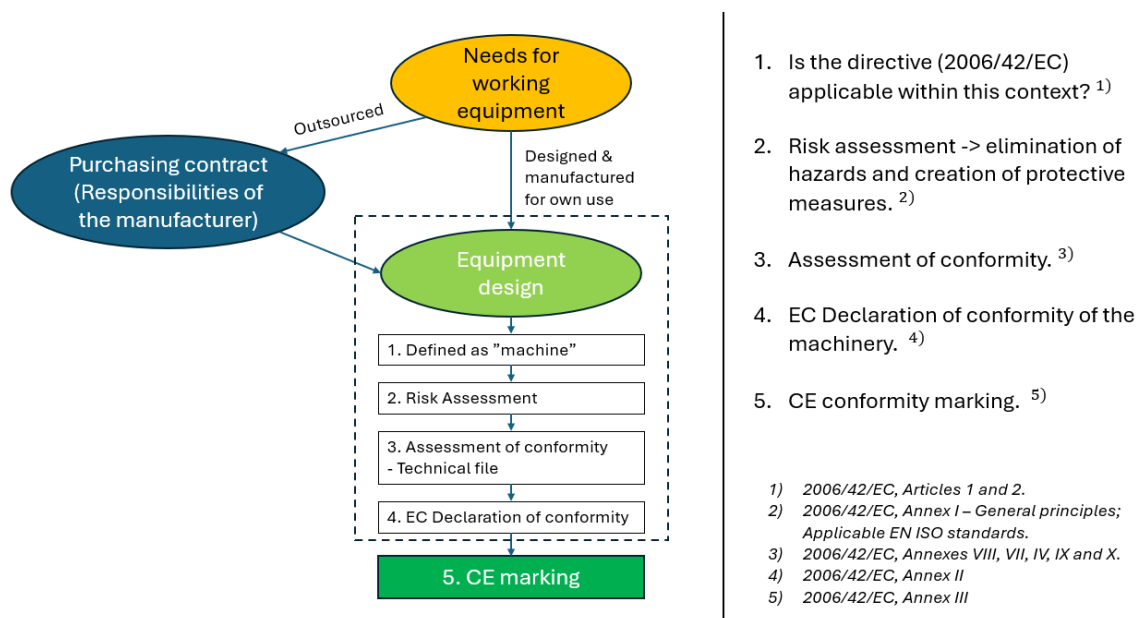 Needs for
working
equipment
Outsourced
Purchasing contract
(Responsibilities of
the manufacturer)
Designed &
manufactured
for own use
Equipment
design
1. Defined as ”machine”
2. Risk Assessment
3. Assessment of conformity
- Technical file
4. EC Declaration of conformity
5. CE marking
1. Is the directive (2006/42/EC)
applicable within this context? 1)
2. Risk assessment -> elimination of
hazards and creation of protective
measures. 2)
3. Assessment of conformity. 3)
4. EC Declaration of conformity of the
machinery. 4)
5. CE conformity marking. 5)
1) 2006/42/EC, Articles 1 and 2.
2) 2006/42/EC, Annex I – General principles;
Applicable EN ISO standards.
3) 2006/42/EC, Annexes VIII, VII, IV, IX and X.
4) 2006/42/EC, Annex II
5) 2006/42/EC, Annex III